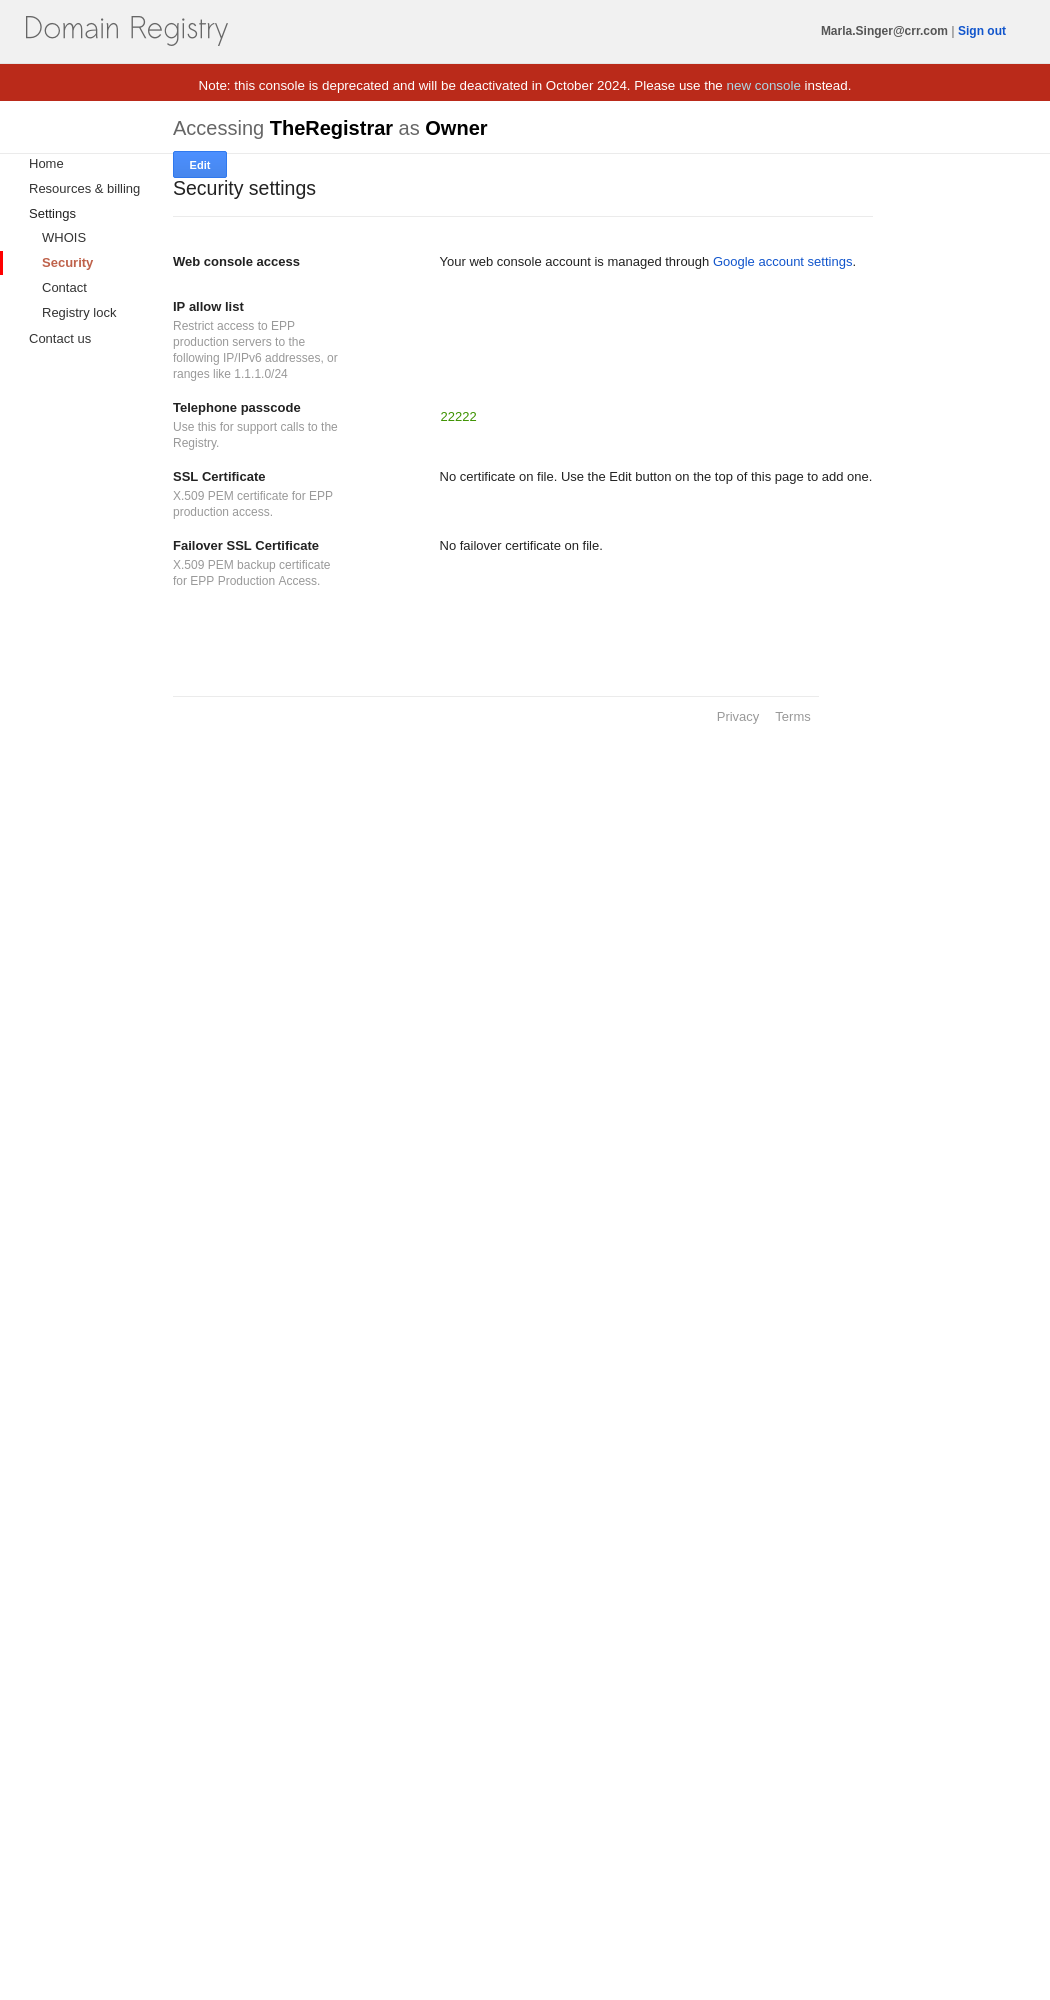 Domain Registry
Marla.Singer@crr.com | Sign out
Note: this console is deprecated and will be deactivated in October 2024. Please use the new console instead.
Accessing TheRegistrar as Owner
Edit
Home
Resources & billing
Settings
WHOIS
Security
Contact
Registry lock
Contact us
Security settings
Web console access
Your web console account is managed through Google account settings.
IP allow list
Restrict access to EPP
production servers to the
following IP/IPv6 addresses, or
ranges like 1.1.1.0/24
Telephone passcode
Use this for support calls to the
Registry.
22222
SSL Certificate
X.509 PEM certificate for EPP
production access.
No certificate on file. Use the Edit button on the top of this page to add one.
Failover SSL Certificate
X.509 PEM backup certificate
for EPP Production Access.
No failover certificate on file.
Privacy Terms